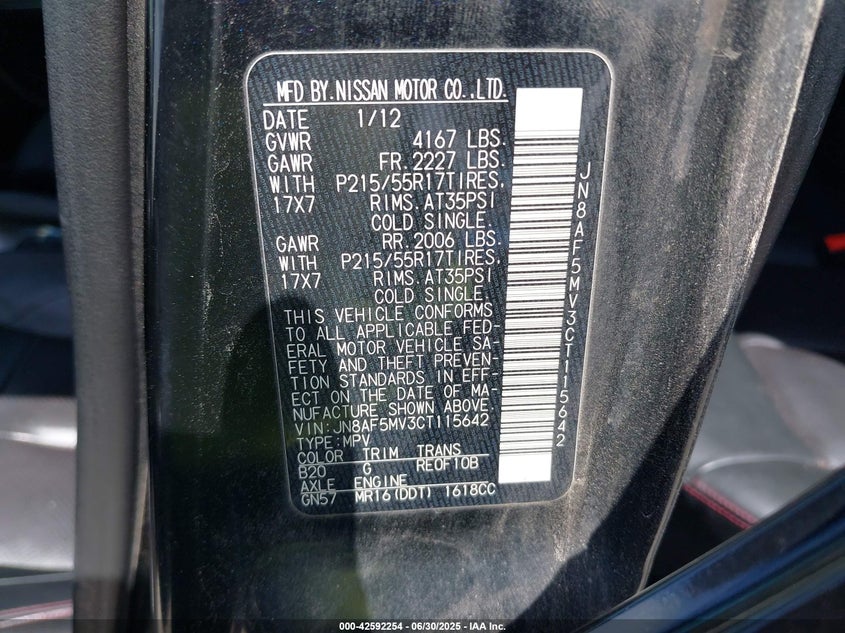 MFD BY.NISSAN MOTOR CO.,LTD.
DATE 1/12
GVWR 4167 LBS.
GAWR FR.2227 LBS.
WITH P215/55R17TIRES,
17X7 RIMS.AT35PSI
COLD SINGLE.
GAWR RR.2006 LBS.
WITH P215/55R17TIRES,
17X7 RIMS.AT35PSI
COLD SINGLE.
THIS VEHICLE CONFORMS
TO ALL APPLICABLE FED-
ERAL MOTOR VEHICLE SA-
FETY AND THEFT PREVEN-
TION STANDARDS IN EFF-
ECT ON THE DATE OF MA-
NUFACTURE SHOWN ABOVE.
VIN:JN8AF5MV3CT115642
TYPE:MPV
COLOR TRIM TRANS
B20 G RE0F10B
AXLE ENGINE
GN57 MR16(DDT) 1618CC
JN8AF5MV3CT115642
000-42592254 - 06/30/2025 - IAA Inc.